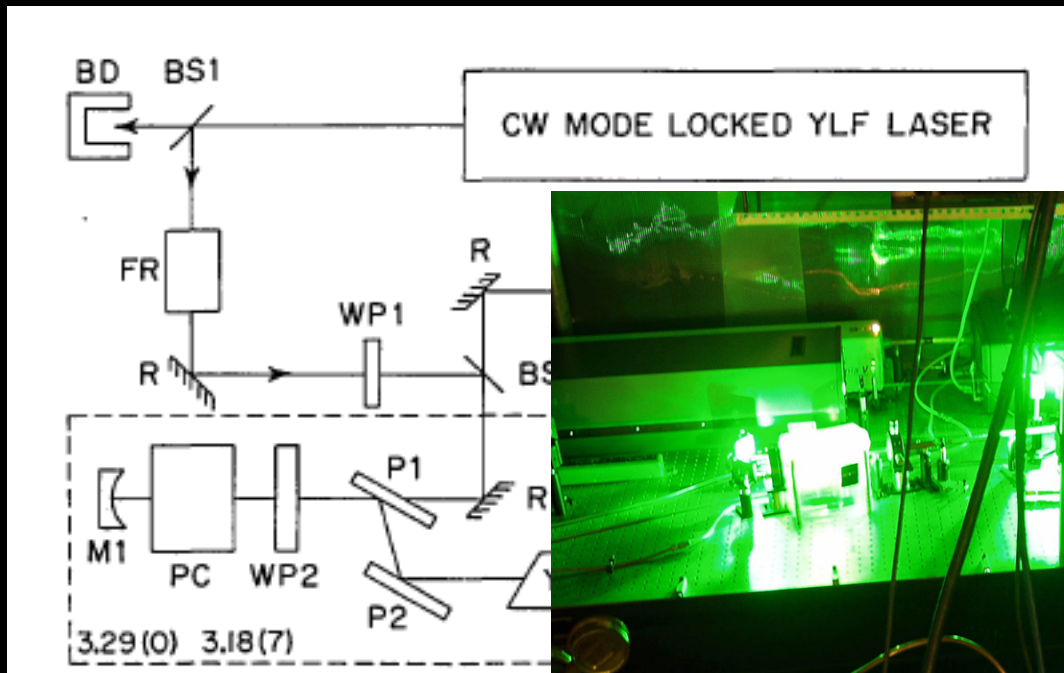 BD BS1
CW MODE LOCKED YLF LASER
FR
R
WP1
R
BS
P1
R
M1
PC
WP2
P2
Y
3.29(0) 3.18(7)